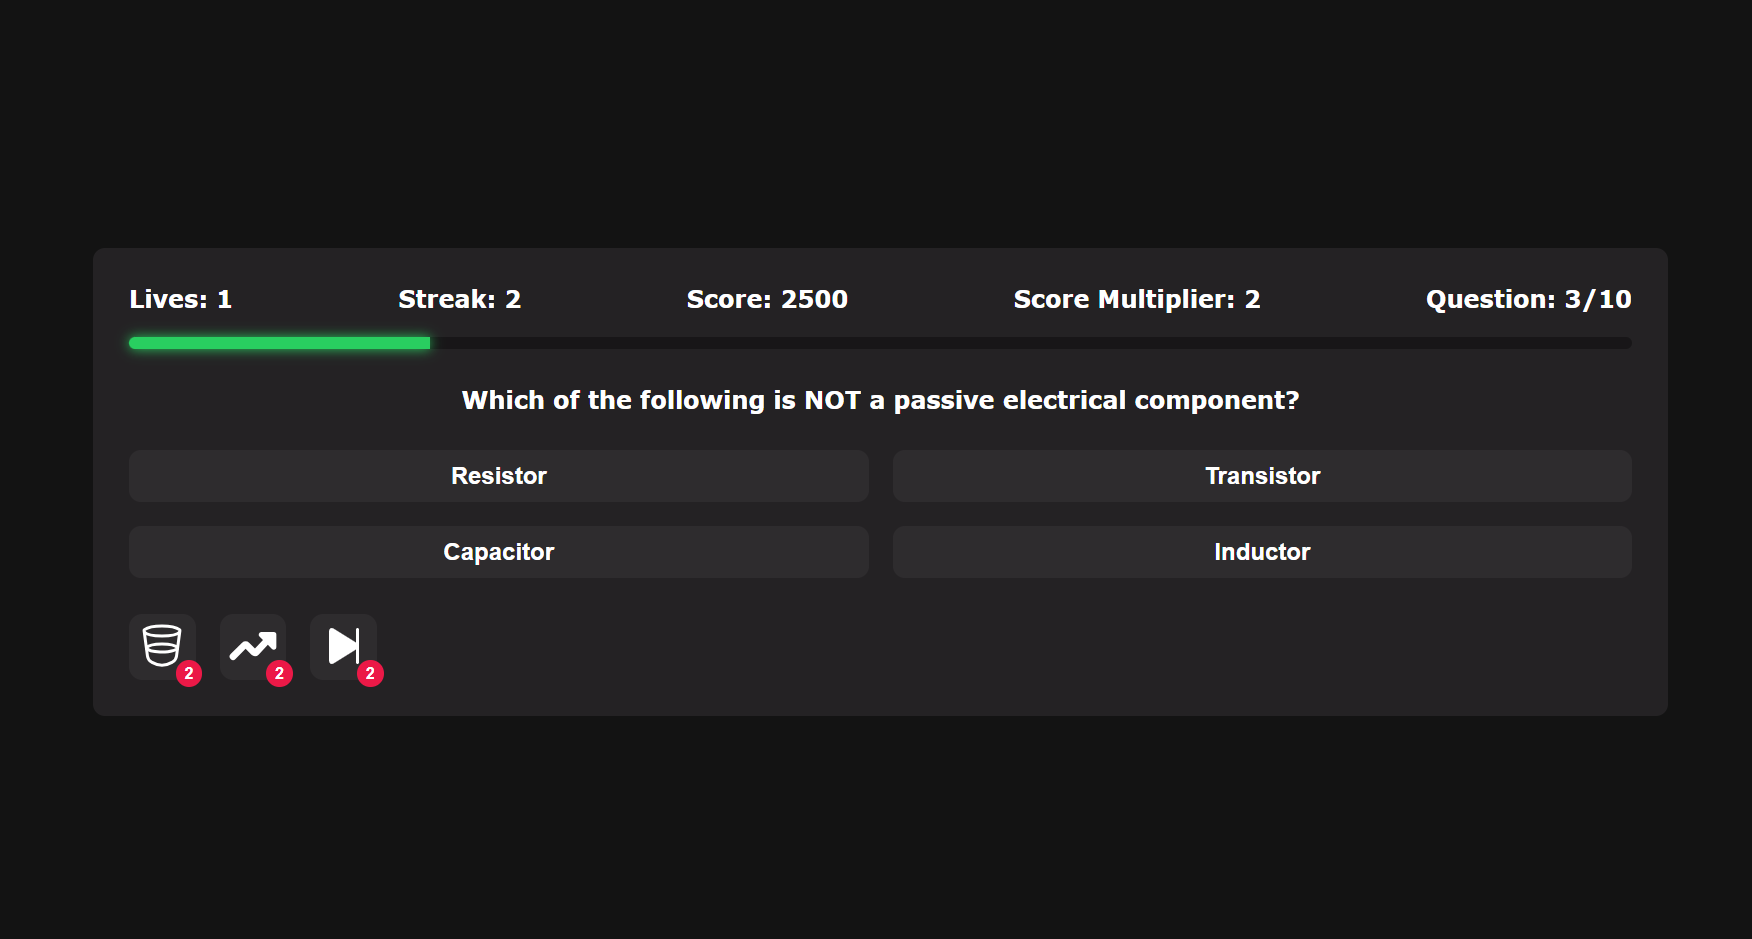 Lives: 1 Streak: 2 Score: 2500 Score Multiplier: 2 Question: 3/10
Which of the following is NOT a passive electrical component?
Resistor Transistor
Capacitor Inductor
2 2 2